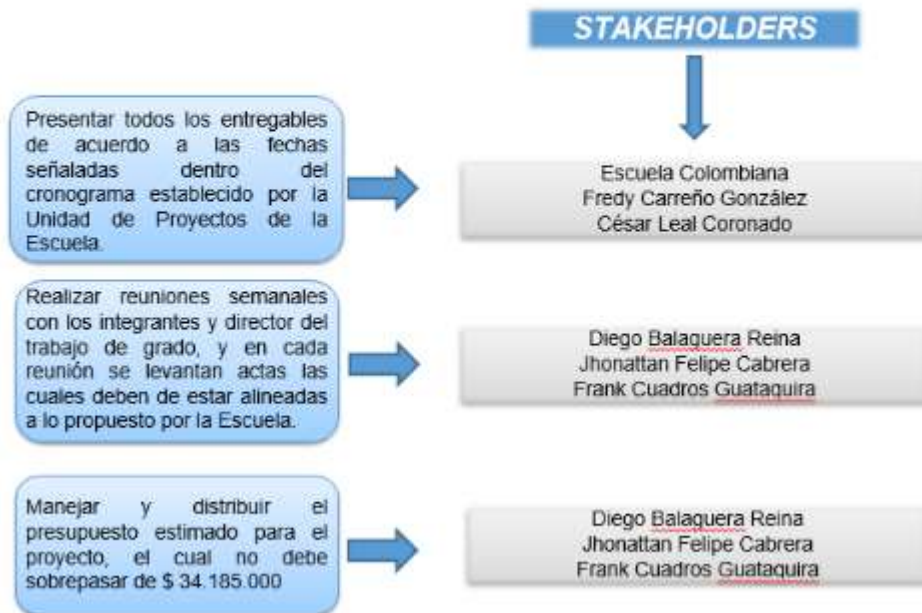 STAKEHOLDERS
Presentar todos los entregables
de acuerdo a las fechas
señaladas dentro del
cronograma establecido por la
Unidad de Proyectos de la
Escuela.
Escuela Colombiana
Fredy Carreño González
César Leal Coronado
Realizar reuniones semanales
con los integrantes y director del
trabajo de grado, y en cada
reunión se levantan actas las
cuales deben de estar alineadas
a lo propuesto por la Escuela.
Diego Balaguera Reina
Jhonattan Felipe Cabrera
Frank Cuadros Guataquira
Manejar y distribuir el
presupuesto estimado para el
proyecto, el cual no debe
sobrepasar de $ 34.185.000
Diego Balaguera Reina
Jhonattan Felipe Cabrera
Frank Cuadros Guataquira